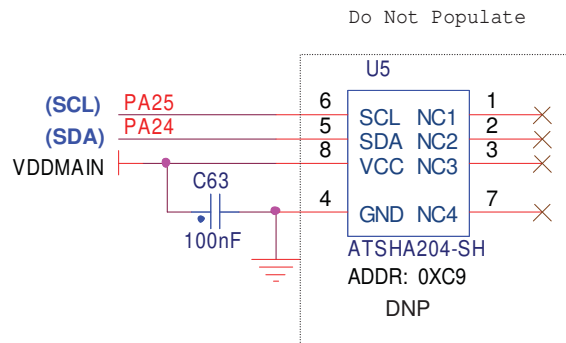 Do Not Populate
U5
(SCL) PA25 6 SCL NC1 1
(SDA) PA24 5 SDA NC2 2
VDDMAIN 8 VCC NC3 3
C63
100nF
4 GND NC4 7
ATSHA204-SH
ADDR: 0XC9
DNP